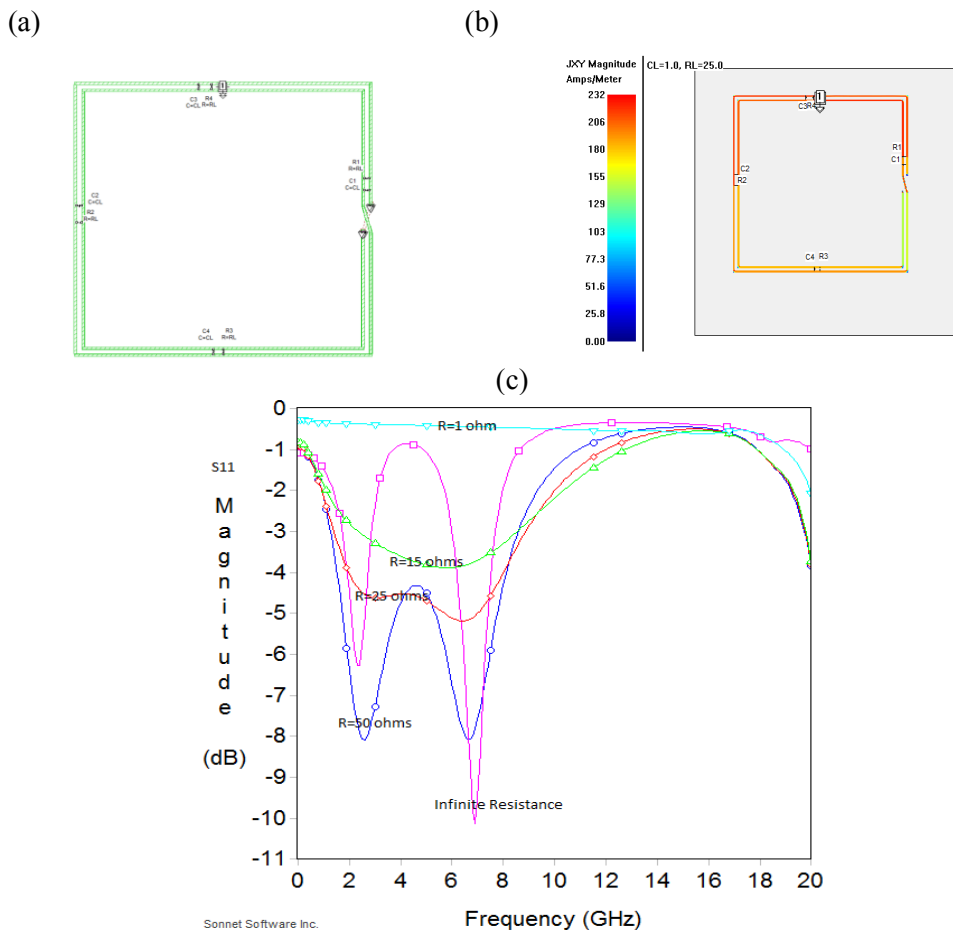 (a)
(b)
C3 R4
C=CL R=RL
1
R1
R=RL
C1
C=CL
C2
C=CL
R2
R=RL
C4 R3
C=CL R=RL
JXY Magnitude
Amps/Meter
CL=1.0, RL=25.0
232
206
180
155
129
103
77.3
51.6
25.8
0.00
1
C3R
R1
C1
C2
R2
C4 R3
(c)
S11
Magnitude
(dB)
0
-1
-2
-3
-4
-5
-6
-7
-8
-9
-10
-11
R=1 ohm
R=15 ohms
R=25 ohms
R=50 ohms
Infinite Resistance
0 2 4 6 8 10 12 14 16 18 20
Frequency (GHz)
Sonnet Software Inc.